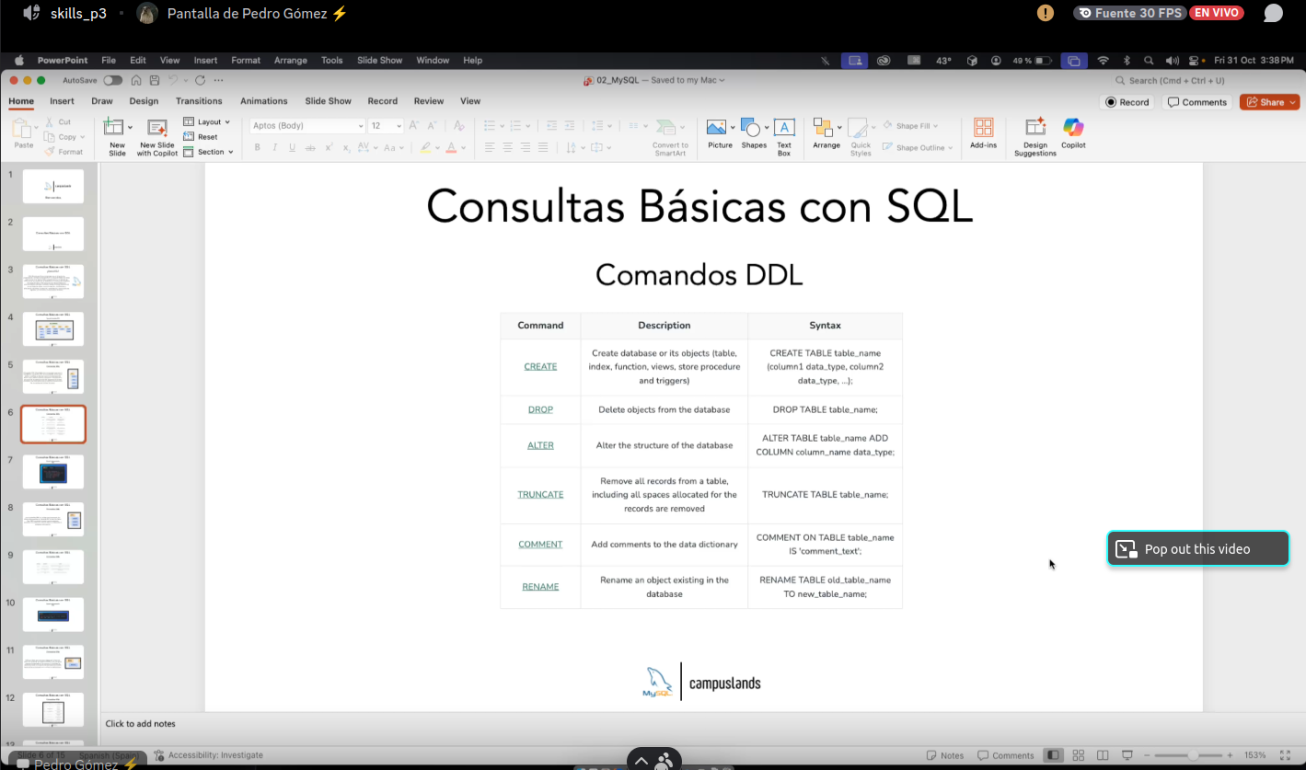 skills_p3
Pantalla de Pedro Gómez ⚡
Fuente 30 FPS
EN VIVO
PowerPoint File Edit View Insert Format Arrange Tools Slide Show Window Help
43°
49 %
Fri 31 Oct 3:38 PM
AutoSave
02_MySQL — Saved to my Mac
Search (Cmd + Ctrl + U)
Home Insert Draw Design Transitions Animations Slide Show Record Review View
Record
Comments
Share
Paste
Cut
Copy
Format
New
Slide
New Slide
with Copilot
Layout
Reset
Section
Aptos (Body)
12
Convert to
SmartArt
Picture
Shapes
Text
Box
Arrange
Quick
Styles
Shape Fill
Shape Outline
Add-ins
Design
Suggestions
Copilot
1
2
3
4
5
6
7
8
9
10
11
12
Consultas Básicas con SQL
Comandos DDL
Command Description Syntax
CREATE
Create database or its objects (table,
index, function, views, store procedure
and triggers)
CREATE TABLE table_name
(column1 data_type, column2
data_type, ...);
DROP
Delete objects from the database
DROP TABLE table_name;
ALTER
Alter the structure of the database
ALTER TABLE table_name ADD
COLUMN column_name data_type;
TRUNCATE
Remove all records from a table,
including all spaces allocated for the
records are removed
TRUNCATE TABLE table_name;
COMMENT
Add comments to the data dictionary
COMMENT ON TABLE table_name
IS 'comment_text';
RENAME
Rename an object existing in the
database
RENAME TABLE old_table_name
TO new_table_name;
MySQL
campuslands
Pop out this video
Click to add notes
Slide 6 of 15
Spanish (Spain)
Accessibility: Investigate
Notes
Comments
153%
Pedro Gómez ⚡